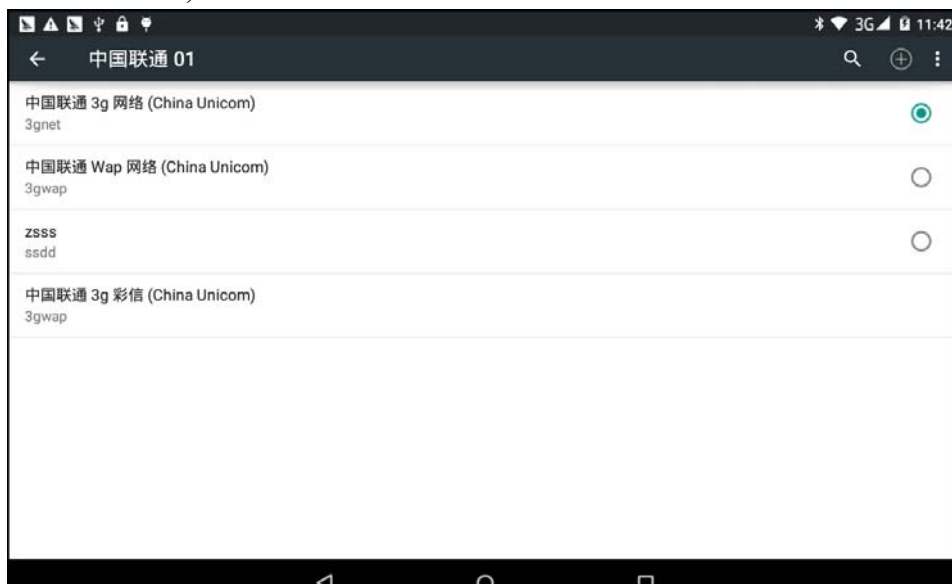 3G 11:42
中国联通 01
中国联通 3g 网络 (China Unicom)
3gnet
中国联通 Wap 网络 (China Unicom)
3gwap
zsss
ssdd
中国联通 3g 彩信 (China Unicom)
3gwap